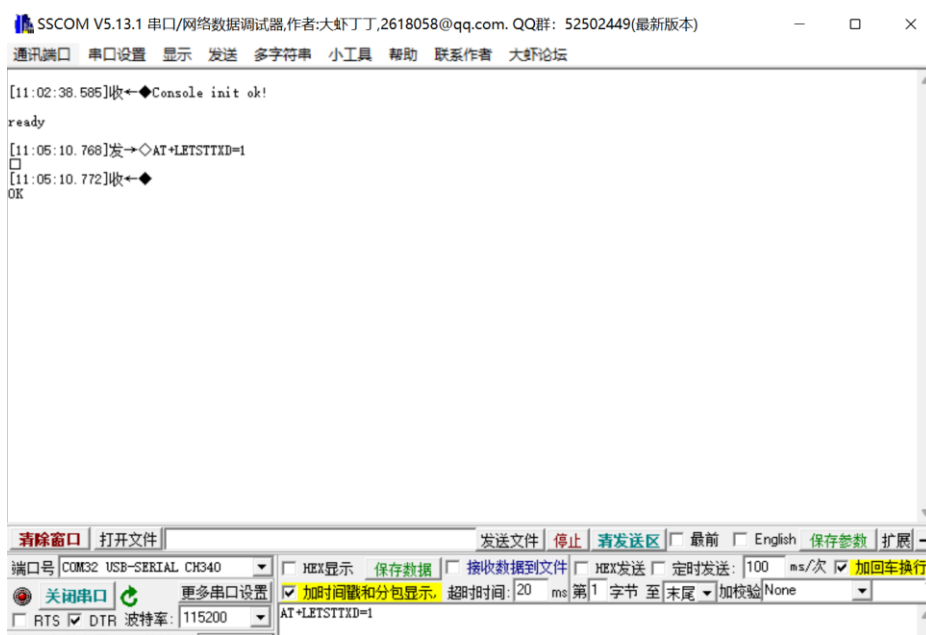 SSCOM V5.13.1 串口/网络数据调试器,作者:大虾丁丁,2618058@qq.com. QQ群: 52502449(最新版本)
通讯端口 串口设置 显示 发送 多字符串 小工具 帮助 联系作者 大虾论坛
[11:02:38.585]收←◆Console init ok!
ready
[11:05:10.768]发→◇AT+LETSTTXD=1
□
[11:05:10.772]收←◆
OK
清除窗口 打开文件 发送文件 停止 清发送区 最前 English 保存参数 扩展 -
端口号 COM32 USB-SERIAL CH340 HEX显示 保存数据 接收数据到文件 HEX发送 定时发送: 100 ms/次 加回车换行
关闭串口 更多串口设置 加时间戳和分包显示, 超时时间: 20 ms 第 1 字节 至 末尾 加校验 None
RTS DTR 波特率: 115200 AT+LETSTTXD=1